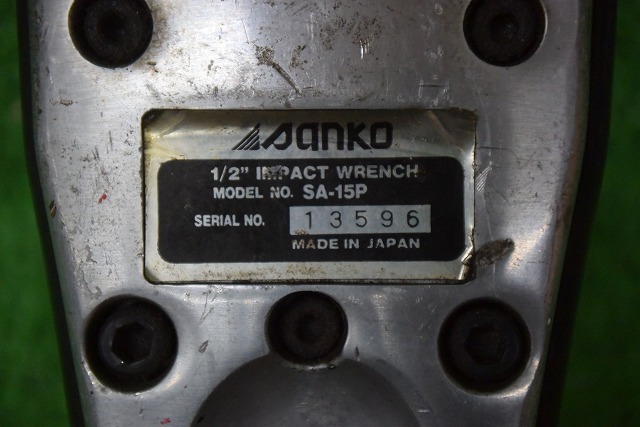 sanko
1/2" IMPACT WRENCH
MODEL NO. SA-15P
SERIAL NO. 13596
MADE IN JAPAN